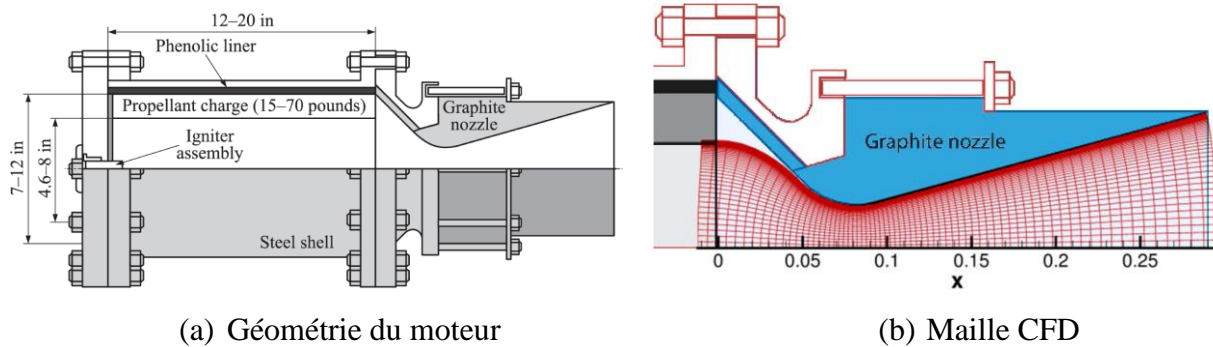 12–20 in
Phenolic liner
Propellant charge (15–70 pounds)
Igniter
assembly
7–12 in
4.6–8 in
Graphite
nozzle
Steel shell
Graphite nozzle
0 0.05 0.1 0.15 0.2 0.25
x
(a) Géométrie du moteur
(b) Maille CFD